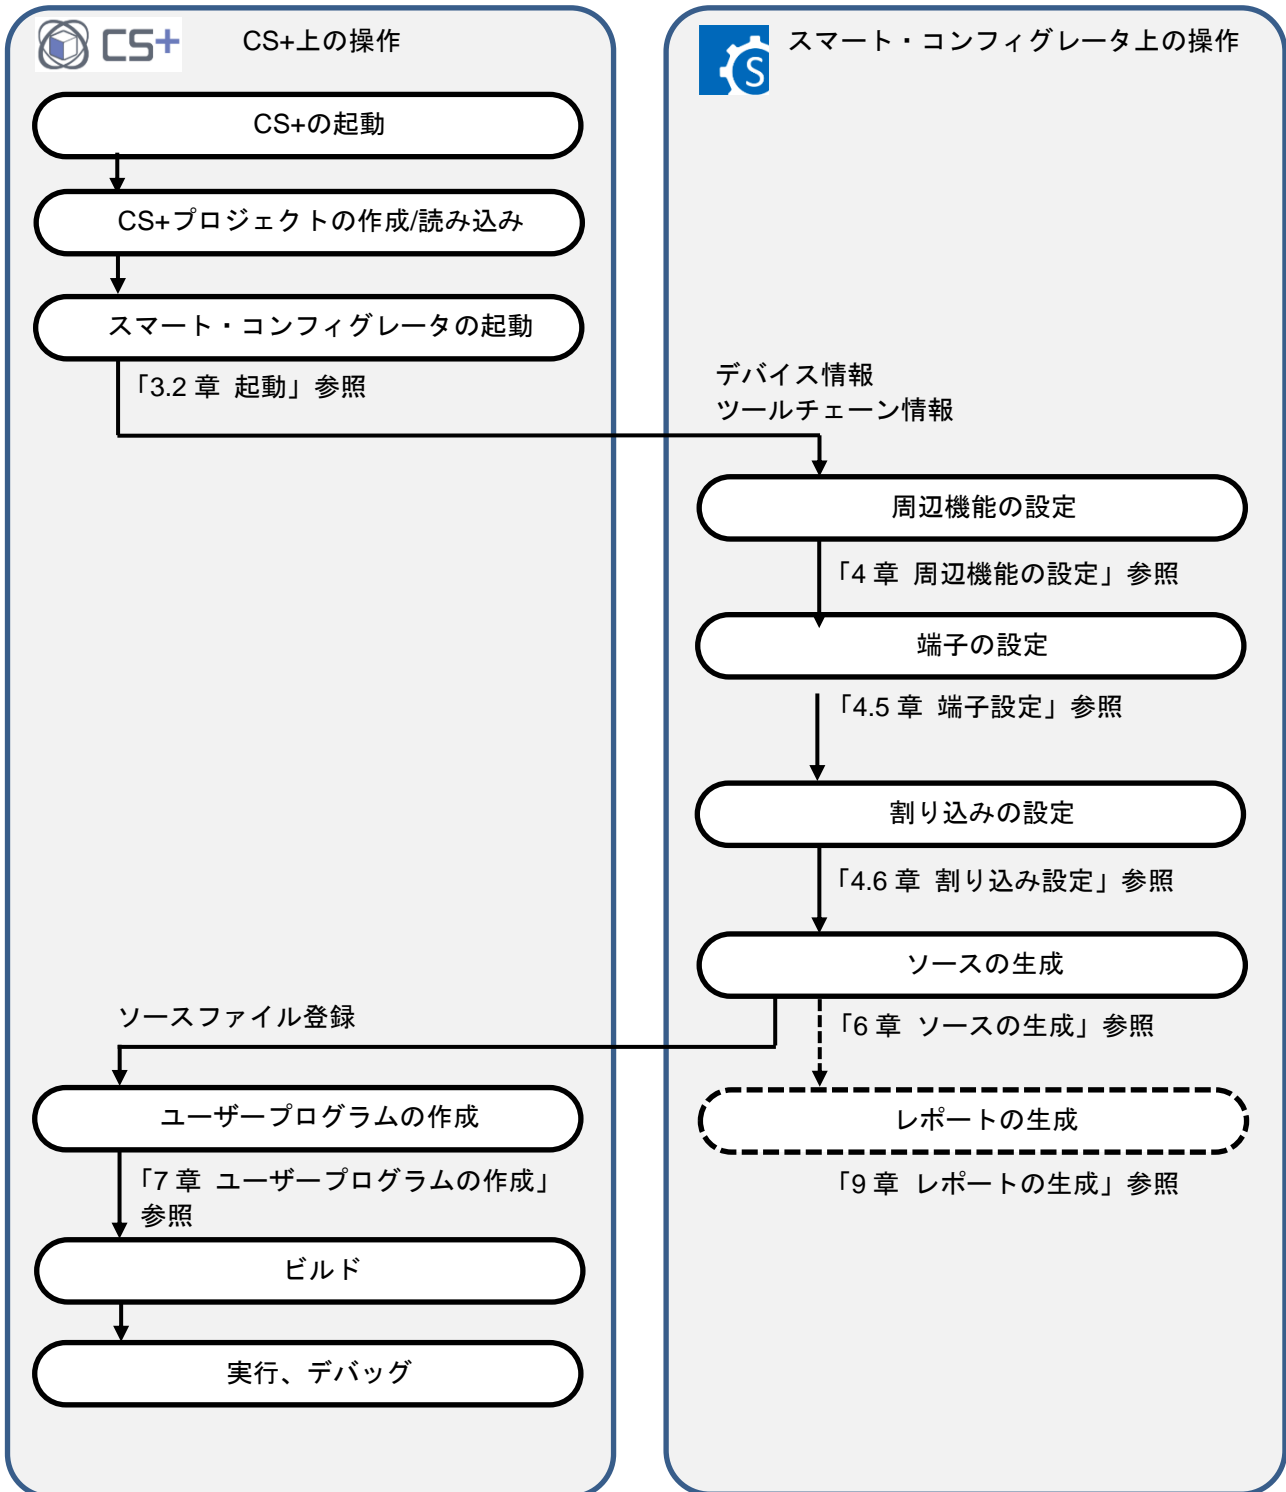 CS+
CS+上の操作
CS+の起動
CS+プロジェクトの作成/読み込み
スマート・コンフィグレータの起動
「3.2 章 起動」参照
S
スマート・コンフィグレータ上の操作
デバイス情報
ツールチェーン情報
周辺機能の設定
「4 章 周辺機能の設定」参照
端子の設定
「4.5 章 端子設定」参照
割り込みの設定
「4.6 章 割り込み設定」参照
ソースの生成
「6 章 ソースの生成」参照
レポートの生成
「9 章 レポートの生成」参照
ソースファイル登録
ユーザープログラムの作成
「7 章 ユーザープログラムの作成」
参照
ビルド
実行、デバッグ